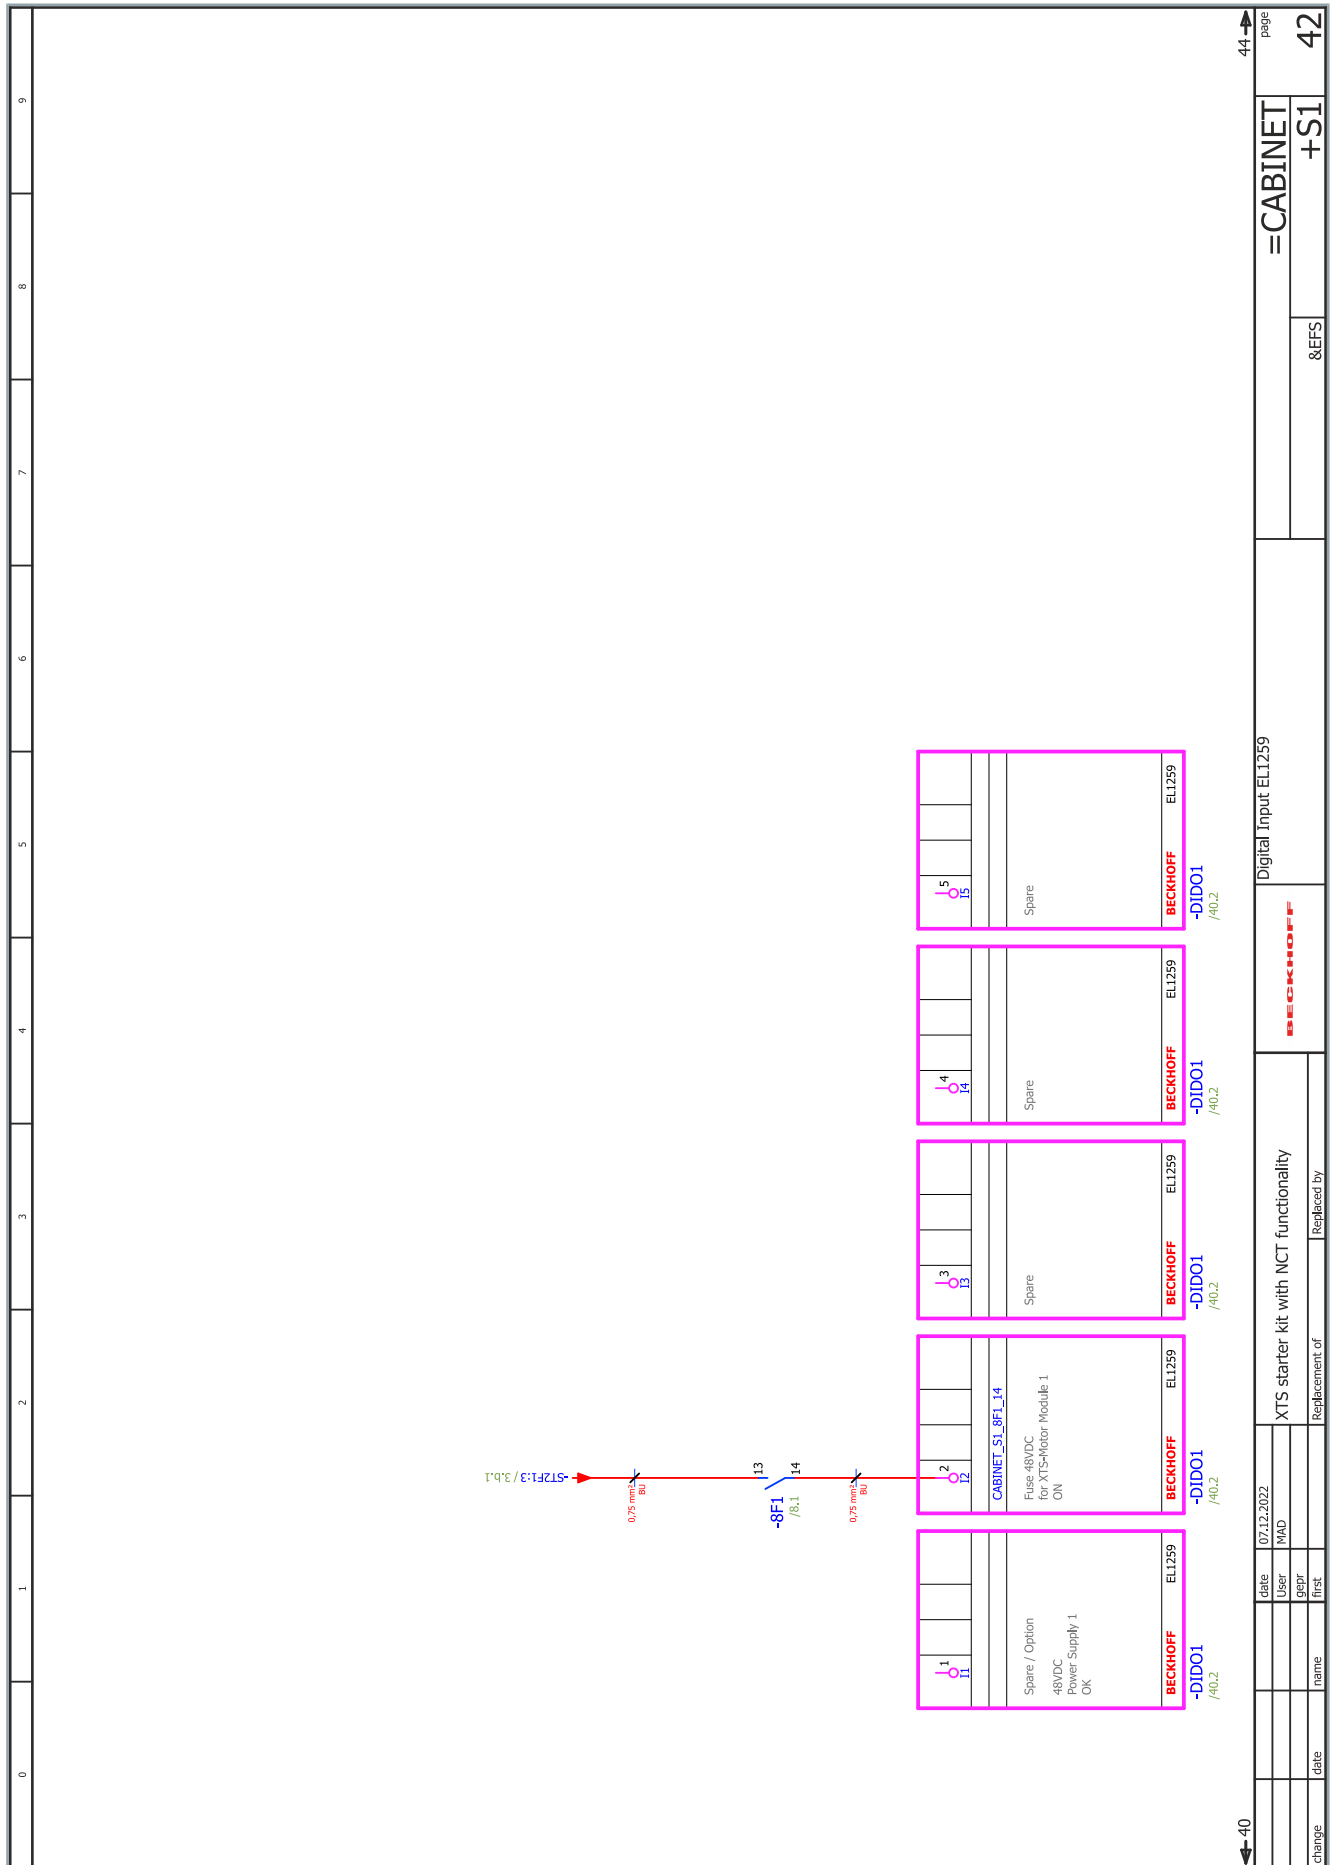 0
1
2
3
4
5
6
7
8
9
-ST2F1:3 / 3.b.1
0,75 mm²
BU
-8F1
/8.1
13
14
0,75 mm²
BU
1
I1
Spare / Option
48VDC
Power Supply 1
OK
BECKHOFF
EL1259
-DIDO1
/40.2
2
I2
CABINET_S1_8F1_14
Fuse 48VDC
for XTS-Motor Module 1
ON
BECKHOFF
EL1259
-DIDO1
/40.2
3
I3
Spare
BECKHOFF
EL1259
-DIDO1
/40.2
4
I4
Spare
BECKHOFF
EL1259
-DIDO1
/40.2
5
I5
Spare
BECKHOFF
EL1259
-DIDO1
/40.2
40
44
change
date
name
date
07.12.2022
User
MAD
gepr
first
XTS starter kit with NCT functionality
Replacement of
Replaced by
BECKHOFF
Digital Input EL1259
=CABINET
+S1
&EFS
page
42